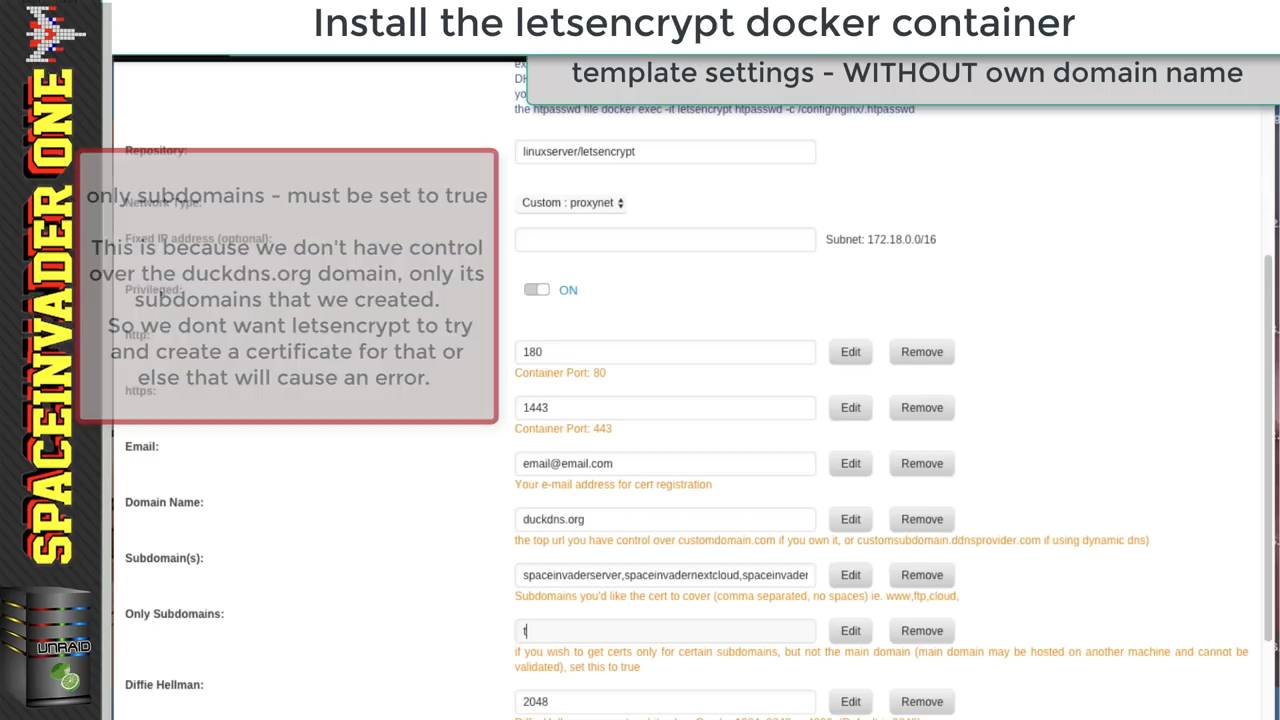 Install the letsencrypt docker container
template settings - WITHOUT own domain name
the htpasswd file docker exec -it letsencrypt htpasswd -c /config/nginx/.htpasswd
Repository:
linuxserver/letsencrypt
only subdomains - must be set to true
Network Type:
Custom : proxynet
This is because we don't have control
over the duckdns.org domain, only its
subdomains that we created.
So we dont want letsencrypt to try
and create a certificate for that or
else that will cause an error.
Fixed IP address (optional):
Subnet: 172.18.0.0/16
Privileged:
ON
http:
180
Edit
Remove
Container Port: 80
https:
1443
Edit
Remove
Container Port: 443
Email:
email@email.com
Edit
Remove
Your e-mail address for cert registration
Domain Name:
duckdns.org
Edit
Remove
the top url you have control over customdomain.com if you own it, or customsubdomain.ddnsprovider.com if using dynamic dns)
Subdomain(s):
spaceinvaderserver,spaceinvadernextcloud,spaceinvader
Edit
Remove
Subdomains you'd like the cert to cover (comma separated, no spaces) ie. www,ftp,cloud,
Only Subdomains:
t
Edit
Remove
if you wish to get certs only for certain subdomains, but not the main domain (main domain may be hosted on another machine and cannot be
validated), set this to true
Diffie Hellman:
2048
Edit
Remove
SPACEINVADER ONE
UNRAID